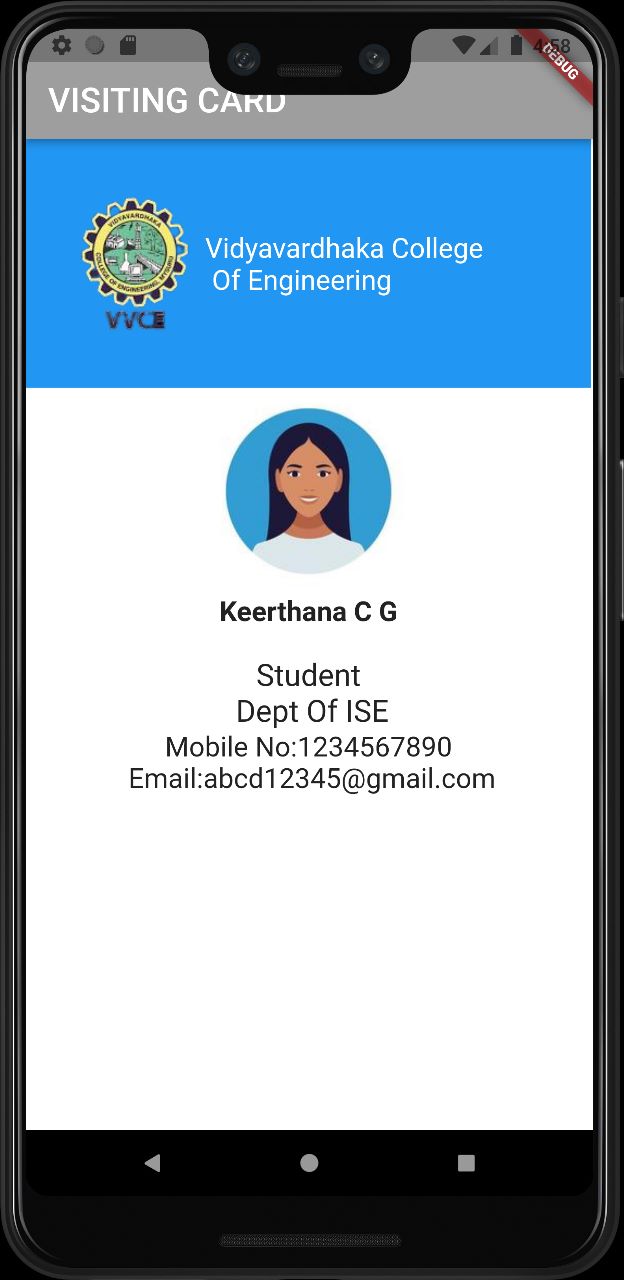 4:58
DEBUG
VISITING CARD
VIDYAVARDHAKA
COLLEGE OF ENGINEERING, MYSURU
VVCE
Vidyavardhaka College
Of Engineering
Keerthana C G
Student
Dept Of ISE
Mobile No:1234567890
Email:abcd12345@gmail.com